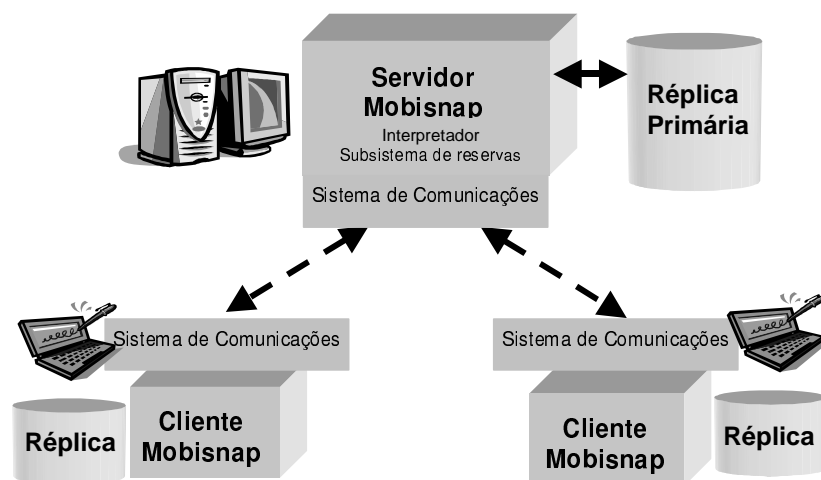 Servidor
Mobisnap
Interpretador
Subsistema de reservas
Sistema de Comunicações
Réplica
Primária
Sistema de Comunicações
Cliente
Mobisnap
Réplica
Sistema de Comunicações
Cliente
Mobisnap
Réplica